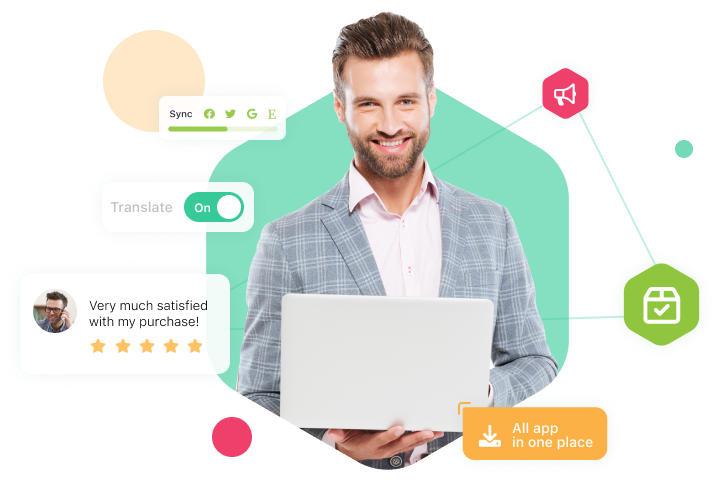 Sync
Translate
On
Very much satisfied
with my purchase!
All app
in one place